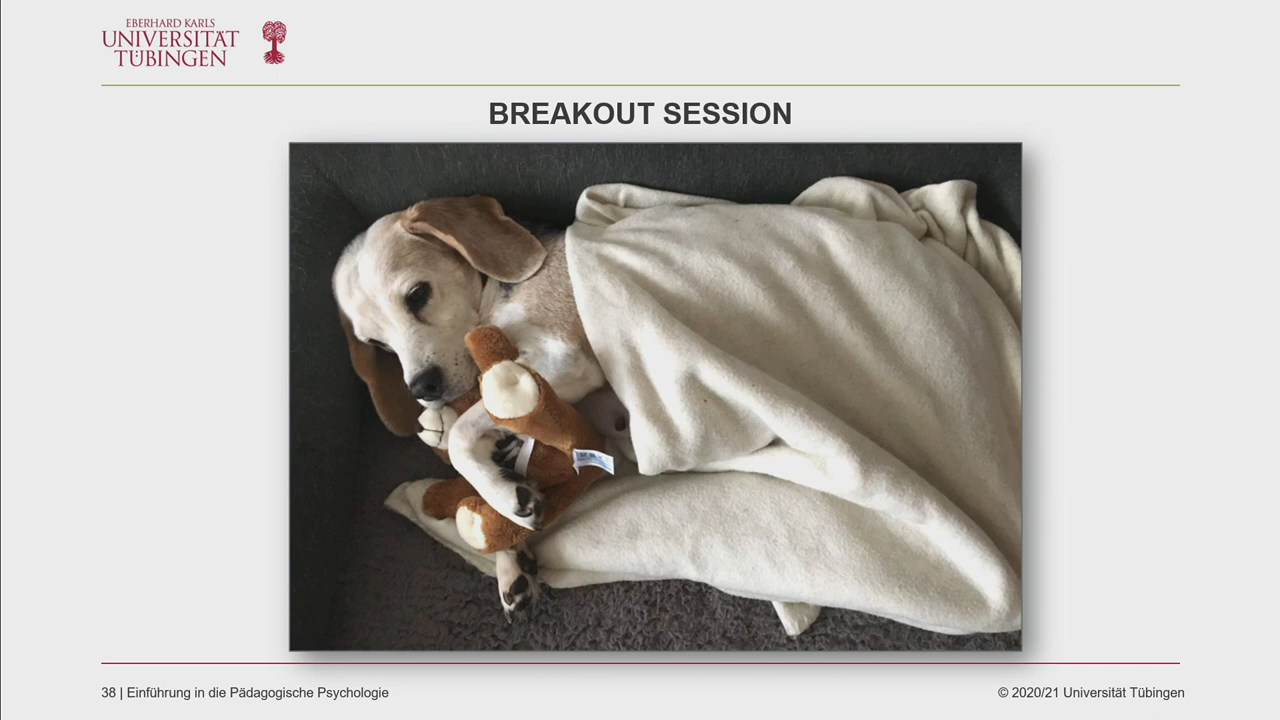 EBERHARD KARLS
UNIVERSITÄT
TÜBINGEN
BREAKOUT SESSION
38 | Einführung in die Pädagogische Psychologie
© 2020/21 Universität Tübingen